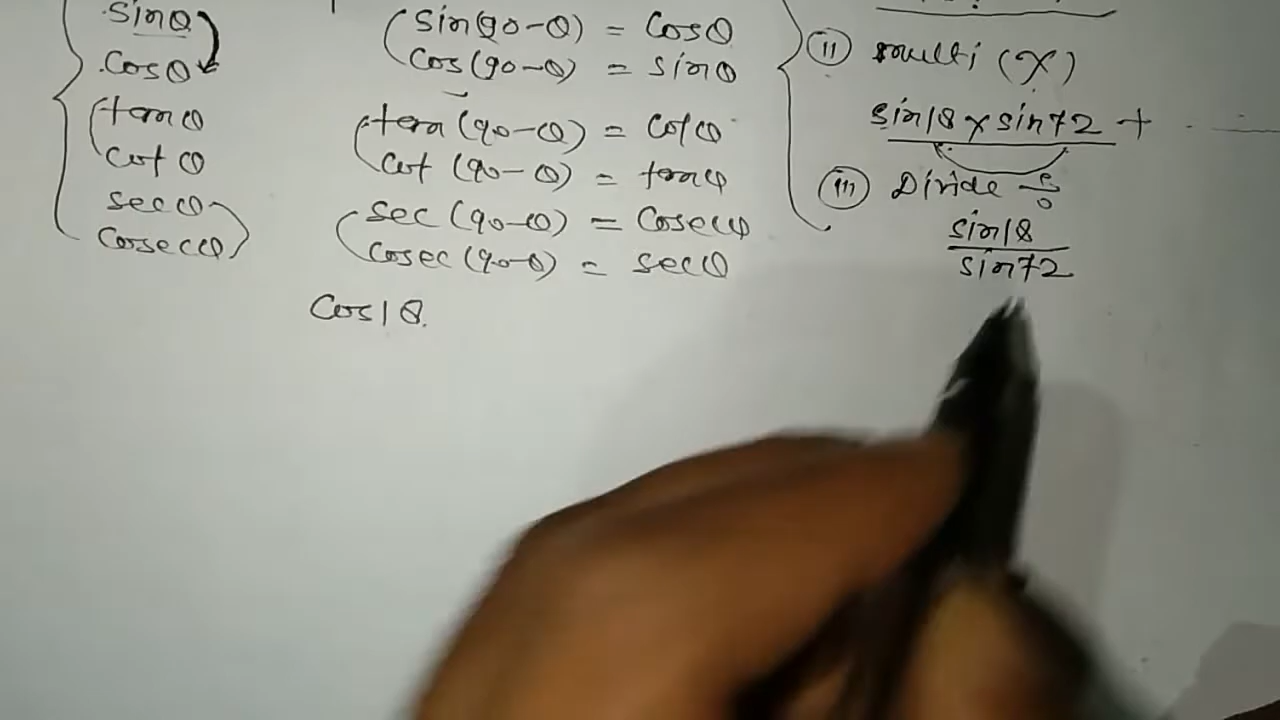 sinθ
cosθ
tanθ
cot θ
secθ
cosecθ
sin(90-θ) = cosθ
cos(90-θ) = sinθ
tan(90-θ) = cotθ
cot (90-θ) = tanθ
sec (90-θ) = cosecθ
cosec (90-θ) = secθ
cos18
(ii) multi (x)
sin18 x sin72 +
(iii) Divide
sin18
sin72